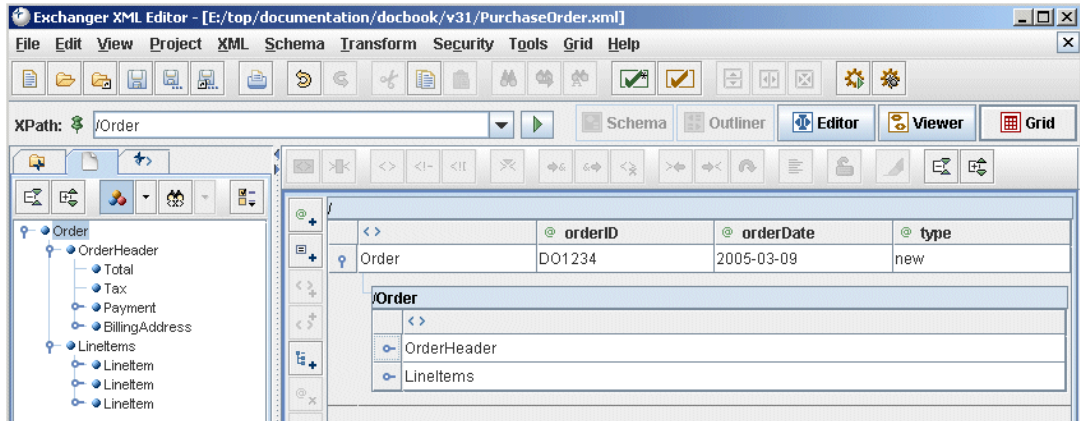 Exchanger XML Editor - [E:/top/documentation/docbook/v31/PurchaseOrder.xml]
File Edit View Project XML Schema Transform Security Tools Grid Help
XPath: /Order Schema Outliner Editor Viewer Grid
/
<> @ orderID @ orderDate @ type
Order DO1234 2005-03-09 new
/Order
<>
OrderHeader
LineItems
Order
OrderHeader
Total
Tax
Payment
BillingAddress
LineItems
LineItem
LineItem
LineItem